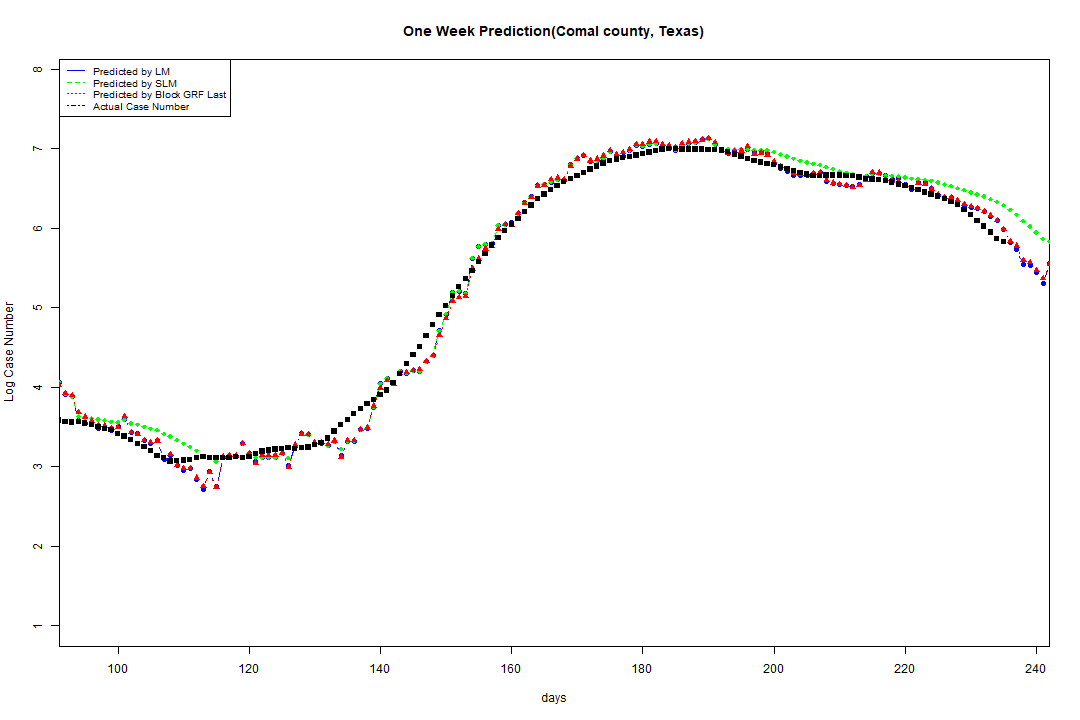 One Week Prediction(Comal county, Texas)
Predicted by LM
Predicted by SLM
Predicted by Block GRF Last
Actual Case Number
8
7
6
5
4
3
2
1
Log Case Number
100 120 140 160 180 200 220 240
days